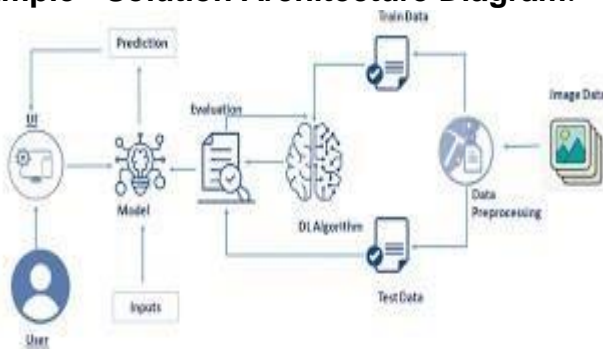 Solution Architecture Diagram:
Train Data
Prediction
Image Data
Evaluation
UI
Data
Preprocessing
Model
DL Algorithm
Inputs
Test Data
User